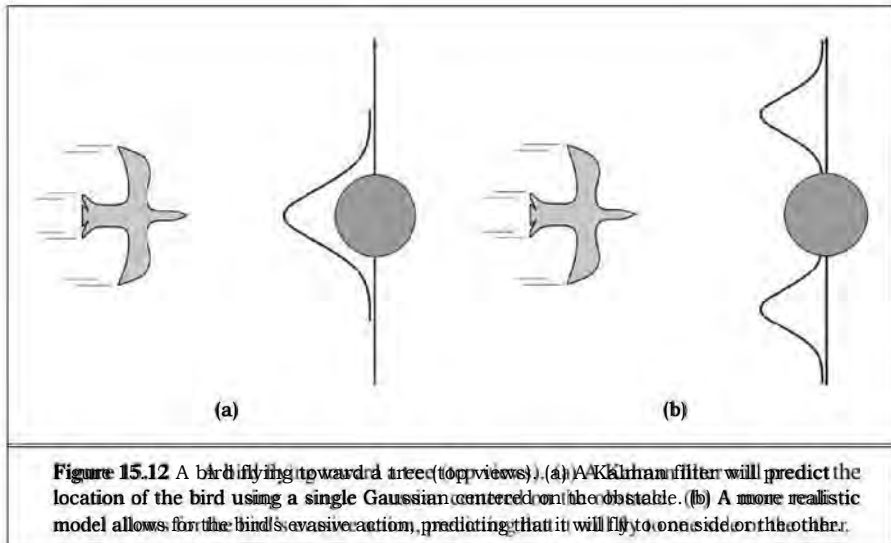 (a) (b)
Figure 15.12 A bird flying toward a tree (top views). (a) A Kalman filter will predict the
location of the bird using a single Gaussian centered on the obstacle. (b) A more realistic
model allows for the bird's evasive action, predicting that it will fly to one side or the other.